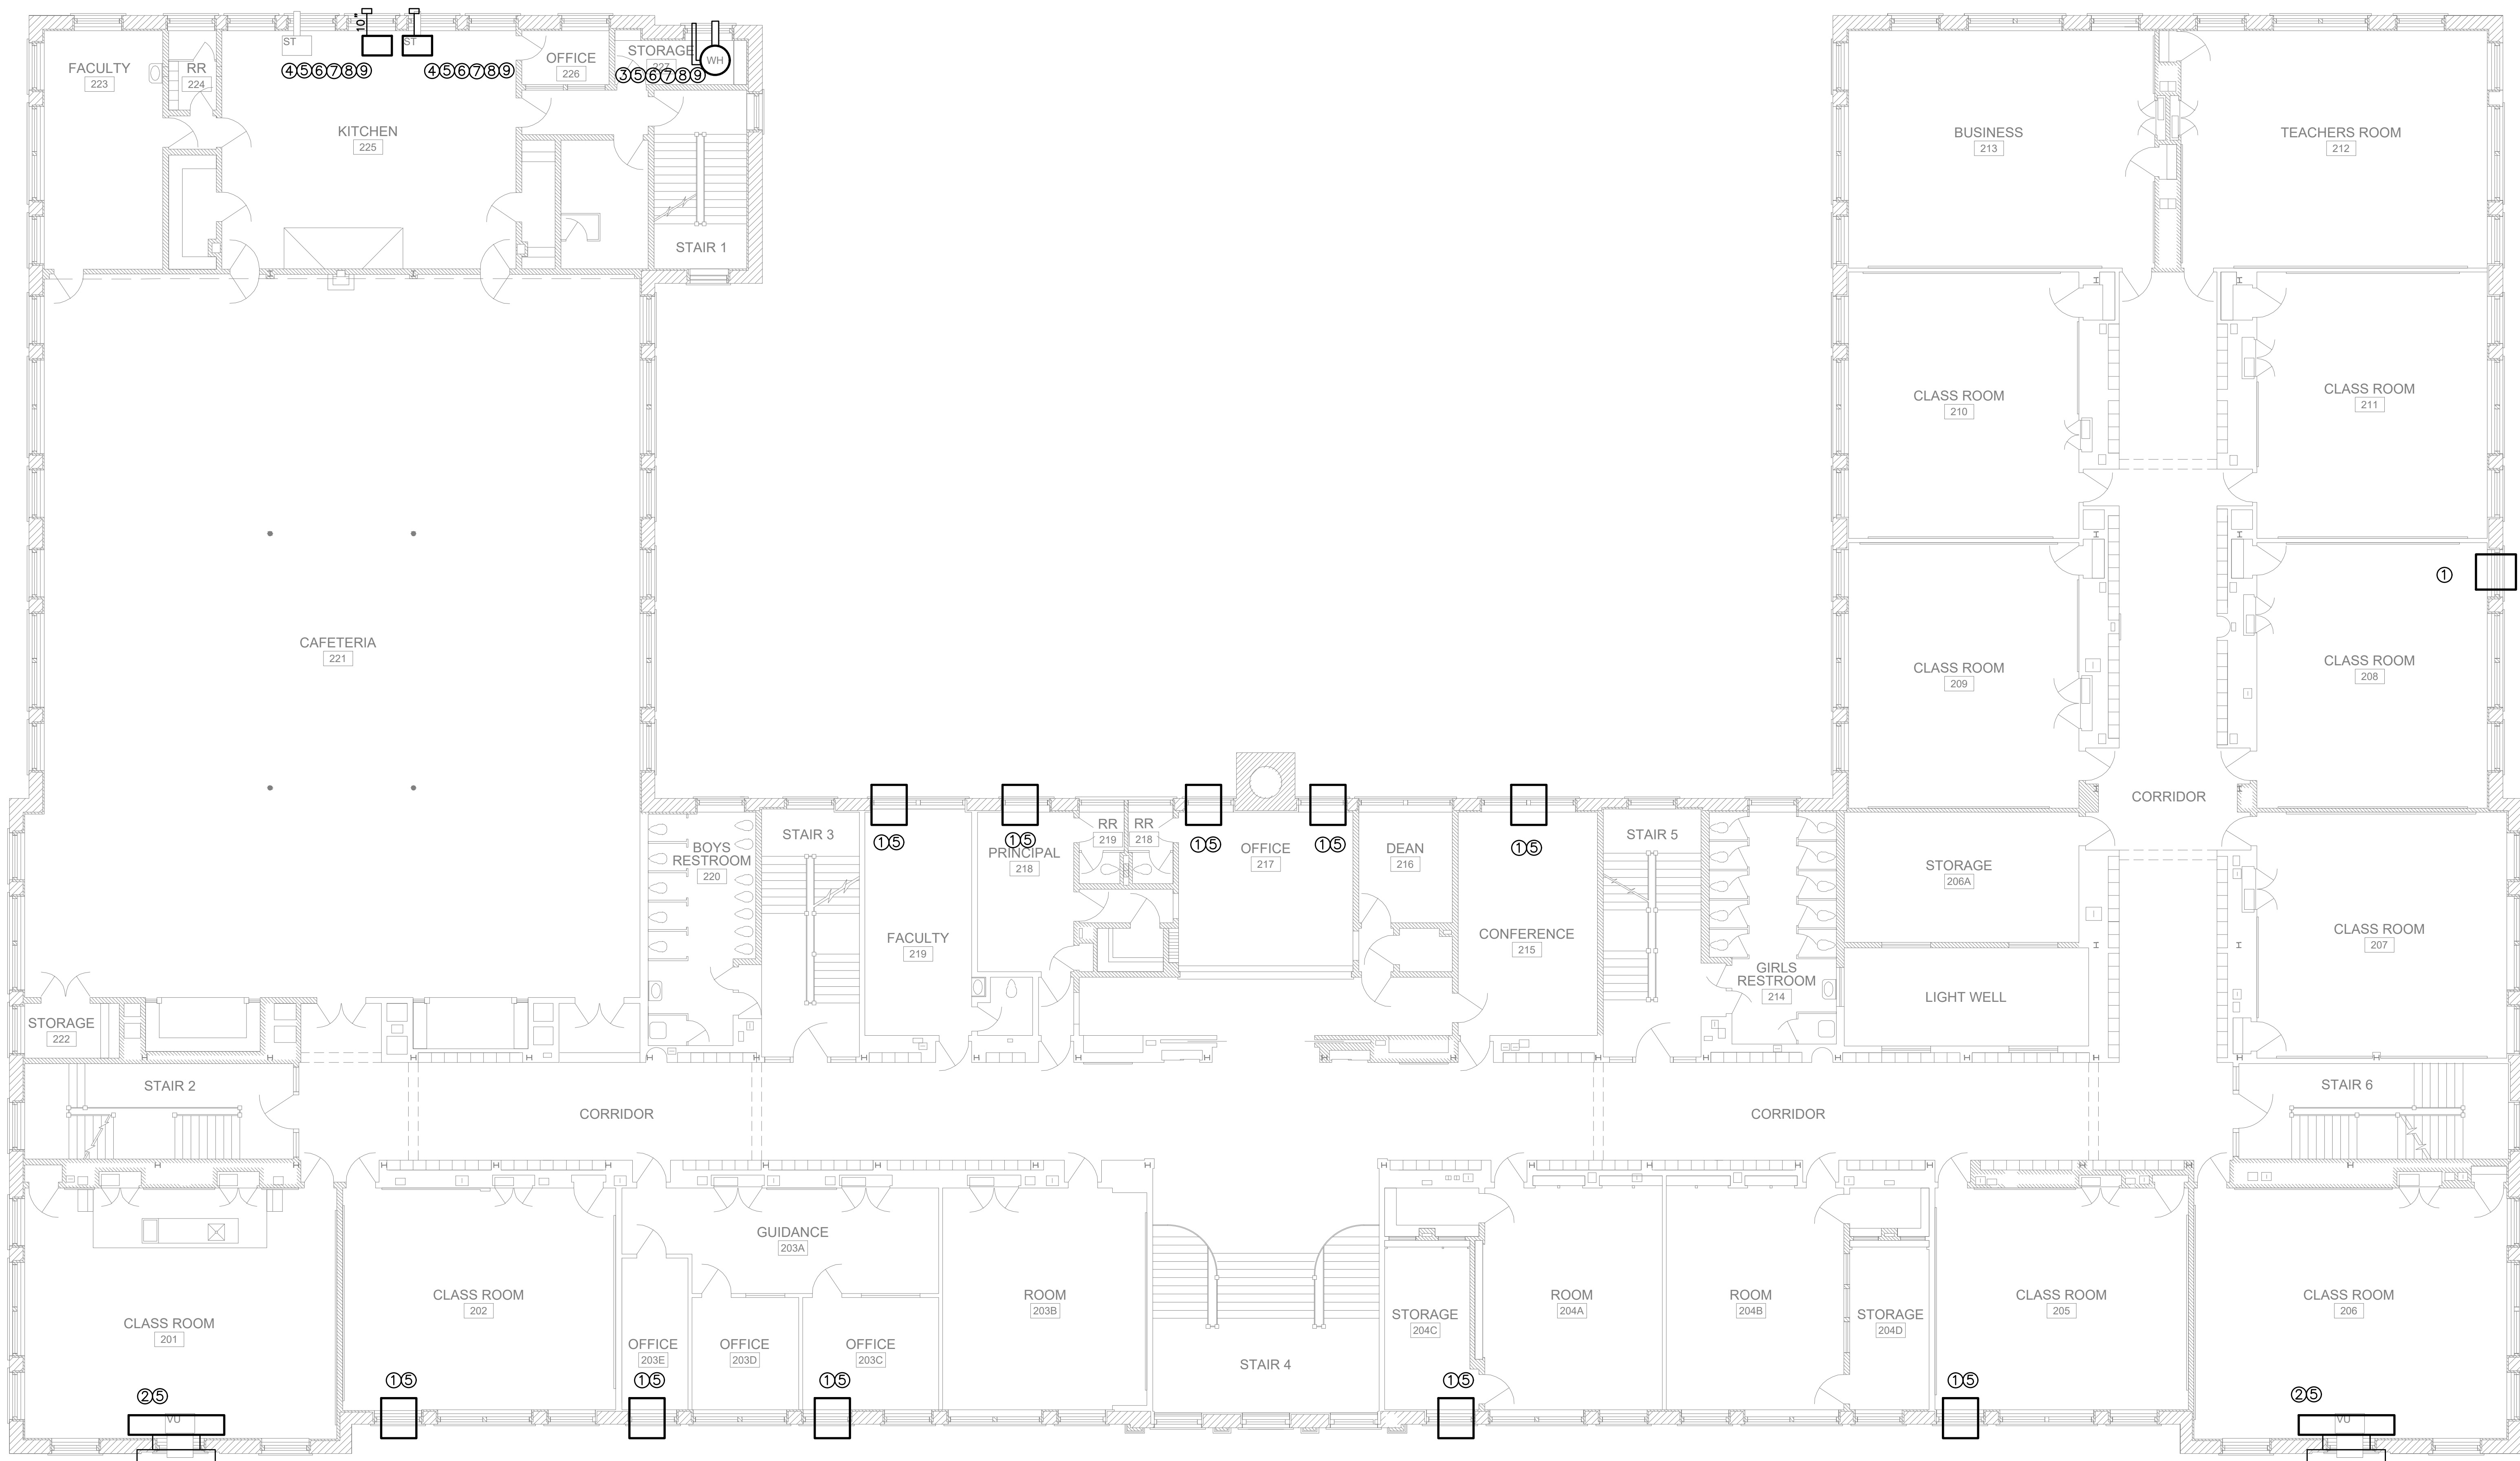 10"
ST
ST
④⑤⑥⑦⑧⑨
④⑤⑥⑦⑧⑨
FACULTY
223
RR
224
KITCHEN
225
OFFICE
226
STORAGE
227
③⑤⑥⑦⑧⑨
WH
STAIR 1
BUSINESS
213
TEACHERS ROOM
212
CLASS ROOM
210
CLASS ROOM
211
①
CAFETERIA
221
CLASS ROOM
209
CLASS ROOM
208
CORRIDOR
BOYS
RESTROOM
220
STAIR 3
①⑤
①⑤
PRINCIPAL
218
RR
219
RR
218
①⑤
OFFICE
217
①⑤
DEAN
216
①⑤
STAIR 5
STORAGE
206A
FACULTY
219
CONFERENCE
215
GIRLS
RESTROOM
214
CLASS ROOM
207
LIGHT WELL
STORAGE
222
STAIR 2
CORRIDOR
CORRIDOR
STAIR 6
GUIDANCE
203A
CLASS ROOM
201
CLASS ROOM
202
OFFICE
203E
OFFICE
203D
OFFICE
203C
ROOM
203B
STAIR 4
STORAGE
204C
ROOM
204A
ROOM
204B
STORAGE
204D
CLASS ROOM
205
CLASS ROOM
206
②⑤
VU
①⑤
①⑤
①⑤
①⑤
①⑤
②⑤
VU